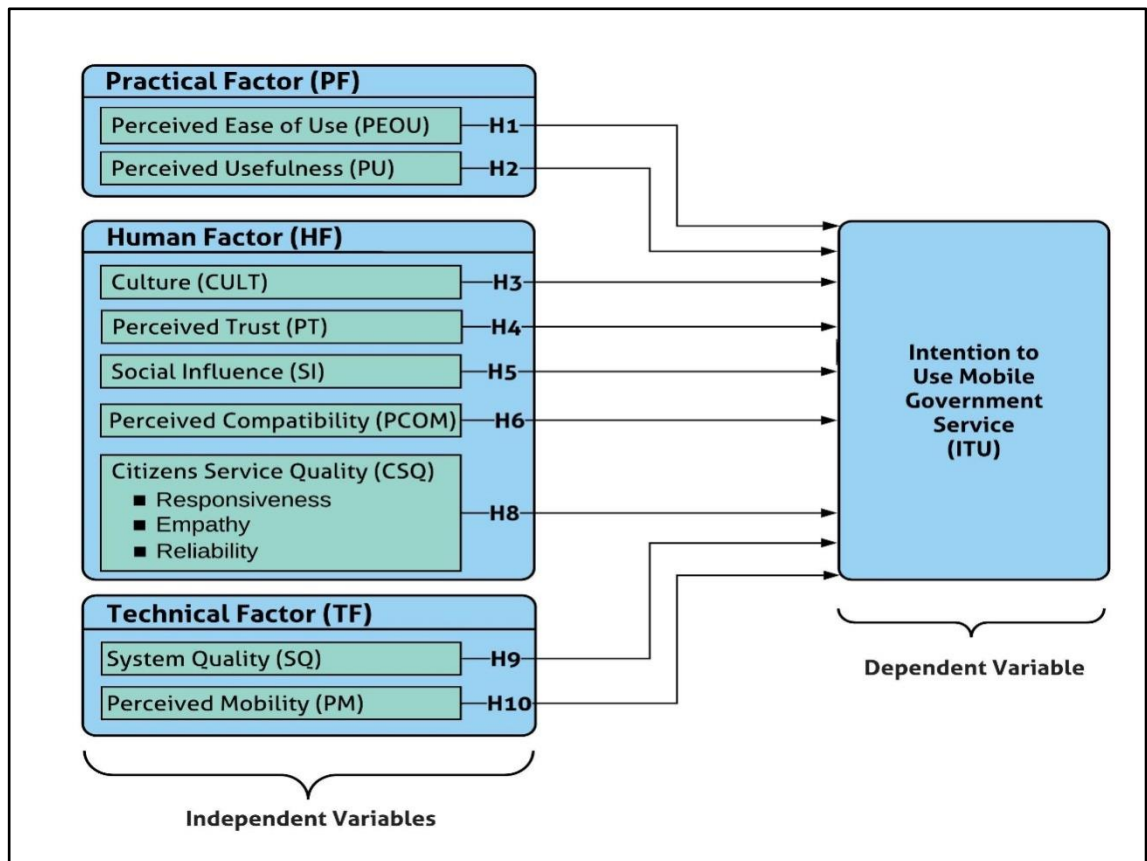 Practical Factor (PF)
Perceived Ease of Use (PEOU)
H1
Perceived Usefulness (PU)
H2
Human Factor (HF)
Culture (CULT)
H3
Perceived Trust (PT)
H4
Social Influence (SI)
H5
Perceived Compatibility (PCOM)
H6
Citizens Service Quality (CSQ)
■ Responsiveness
■ Empathy
■ Reliability
H8
Technical Factor (TF)
System Quality (SQ)
H9
Perceived Mobility (PM)
H10
Independent Variables
Intention to
Use Mobile
Government
Service
(ITU)
Dependent Variable